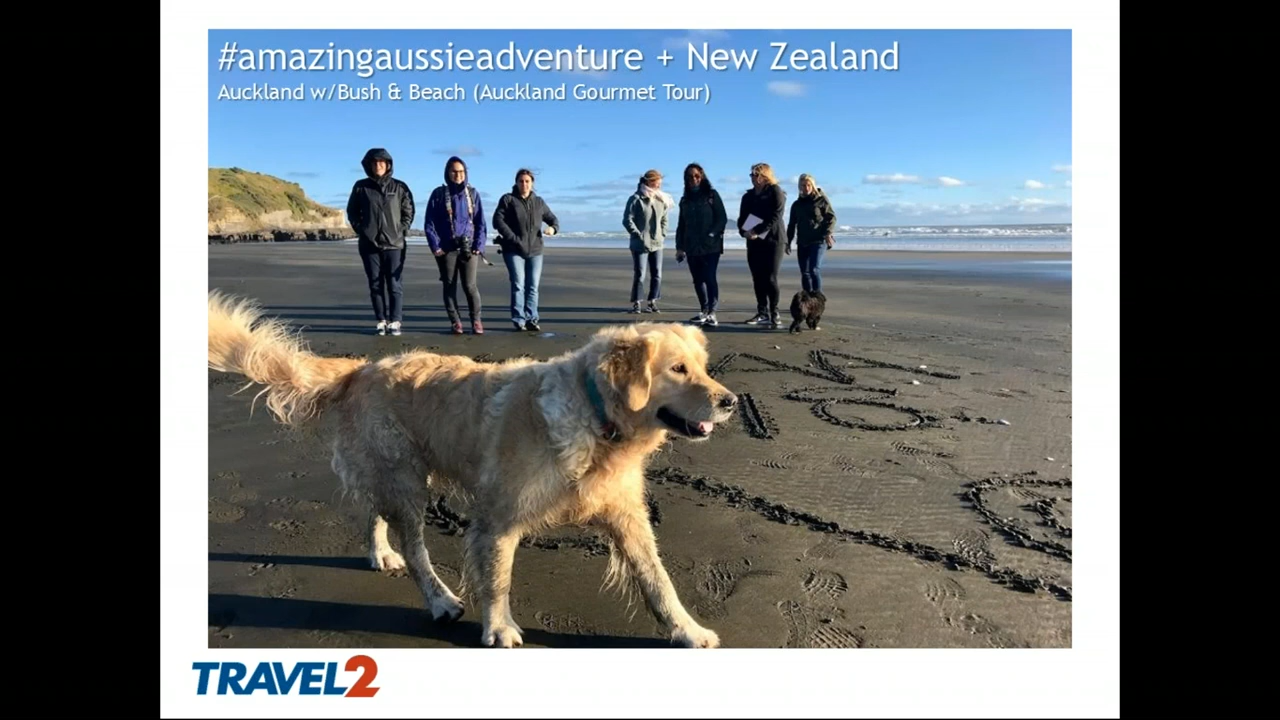 #amazingaussieadventure + New Zealand
Auckland w/Bush & Beach (Auckland Gourmet Tour)
TRAVEL2